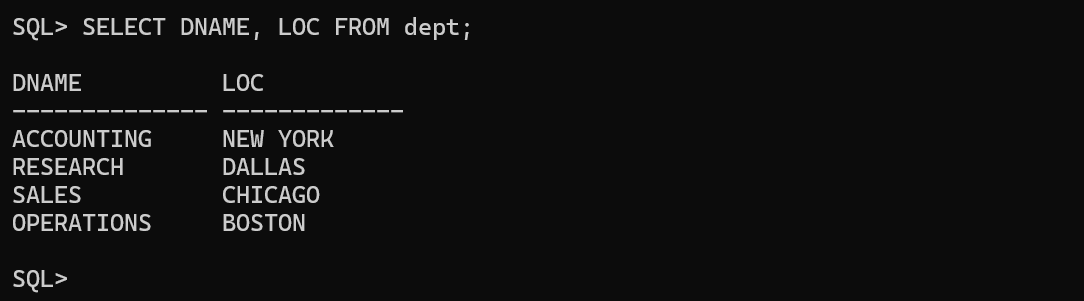 SQL> SELECT DNAME, LOC FROM dept;
DNAME          LOC
-------------- -------------
ACCOUNTING     NEW YORK
RESEARCH       DALLAS
SALES          CHICAGO
OPERATIONS     BOSTON
SQL>